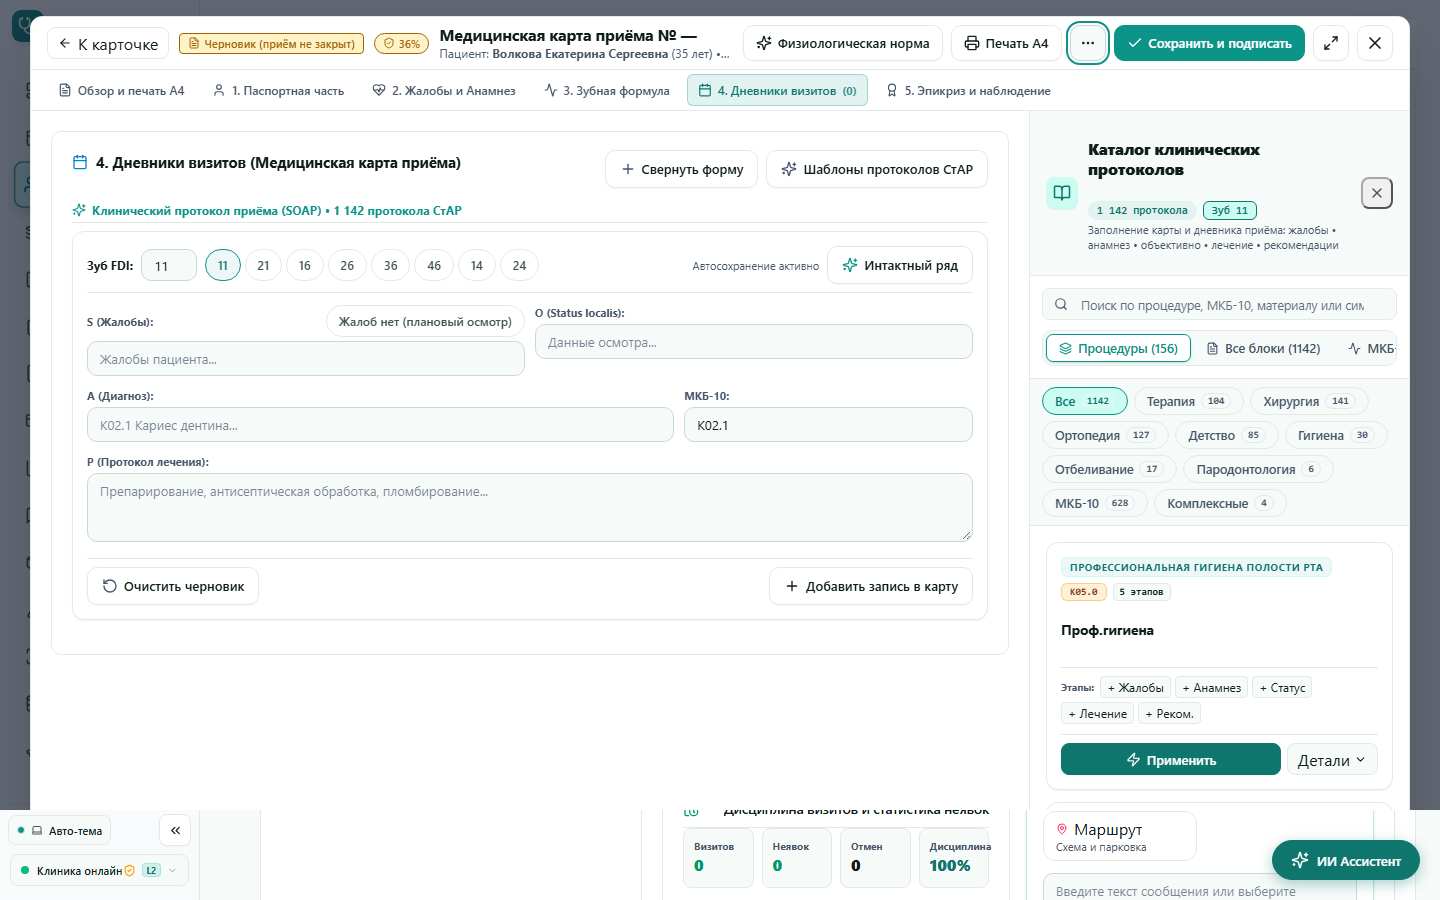 К карточке
Черновик (приём не закрыт)
36%
Медицинская карта приёма № —
Пациент: Волкова Екатерина Сергеевна (35 лет) •...
Физиологическая норма
Печать А4
Сохранить и подписать
Обзор и печать А4
1. Паспортная часть
2. Жалобы и Анамнез
3. Зубная формула
4. Дневники визитов (0)
5. Эпикриз и наблюдение
4. Дневники визитов (Медицинская карта приёма)
Свернуть форму
Шаблоны протоколов СтАР
Клинический протокол приёма (SOAP) • 1 142 протокола СтАР
Зуб FDI:
11
11
21
16
26
36
46
14
24
Автосохранение активно
Интактный ряд
S (Жалобы):
Жалоб нет (плановый осмотр)
Жалобы пациента...
O (Status localis):
Данные осмотра...
A (Диагноз):
K02.1 Кариес дентина...
МКБ-10:
K02.1
P (Протокол лечения):
Препарирование, антисептическая обработка, пломбирование...
Очистить черновик
Добавить запись в карту
Каталог клинических
протоколов
1 142 протокола
Зуб 11
Заполнение карты и дневника приёма: жалобы •
анамнез • объективно • лечение • рекомендации
Поиск по процедуре, МКБ-10, материалу или сим
Процедуры (156)
Все блоки (1142)
МКБ-
Все 1142
Терапия 104
Хирургия 141
Ортопедия 127
Детство 85
Гигиена 30
Отбеливание 17
Пародонтология 6
МКБ-10 628
Комплексные 4
ПРОФЕССИОНАЛЬНАЯ ГИГИЕНА ПОЛОСТИ РТА
K05.0
5 этапов
Проф.гигиена
Этапы:
+ Жалобы
+ Анамнез
+ Статус
+ Лечение
+ Реком.
Применить
Детали
Авто-тема
Клиника онлайн
L2
Дисциплина визитов и статистика неявок
Визитов
0
Неявок
0
Отмен
0
Дисциплина
100%
Маршрут
Схема и парковка
ИИ Ассистент
Введите текст сообщения или выберите